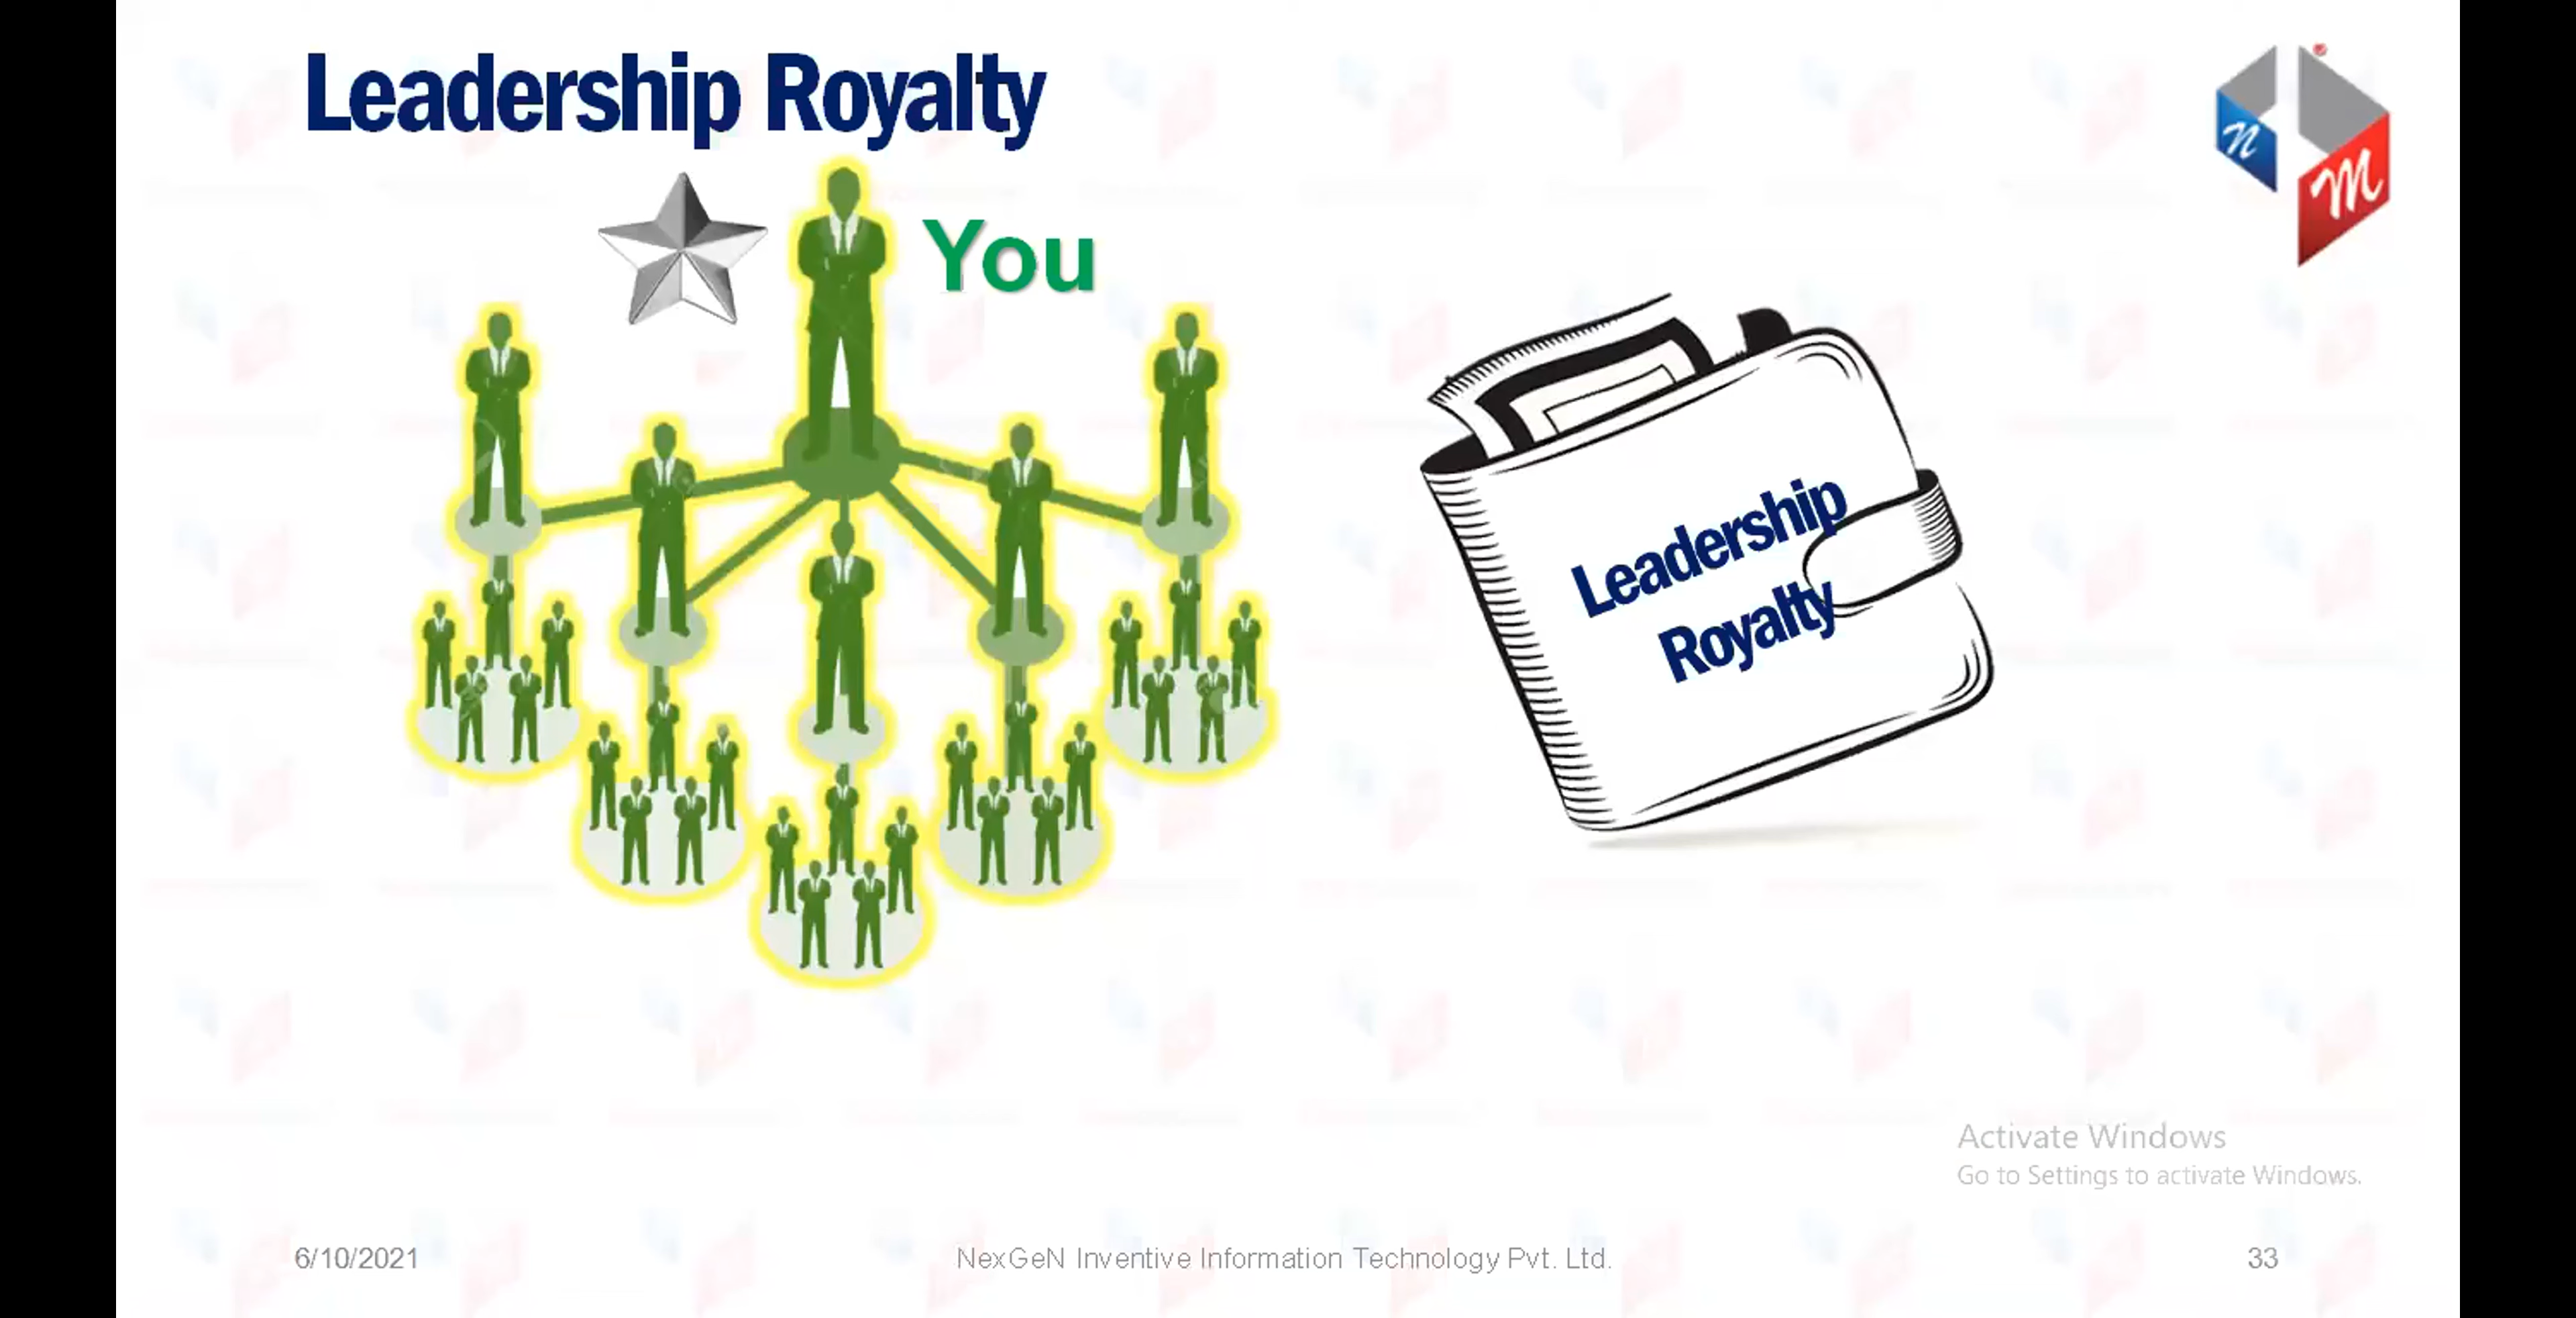 Leadership Royalty
You
n
m
Leadership
Royalty
Activate Windows
Go to Settings to activate Windows.
6/10/2021
NexGeN Inventive Information Technology Pvt. Ltd.
33